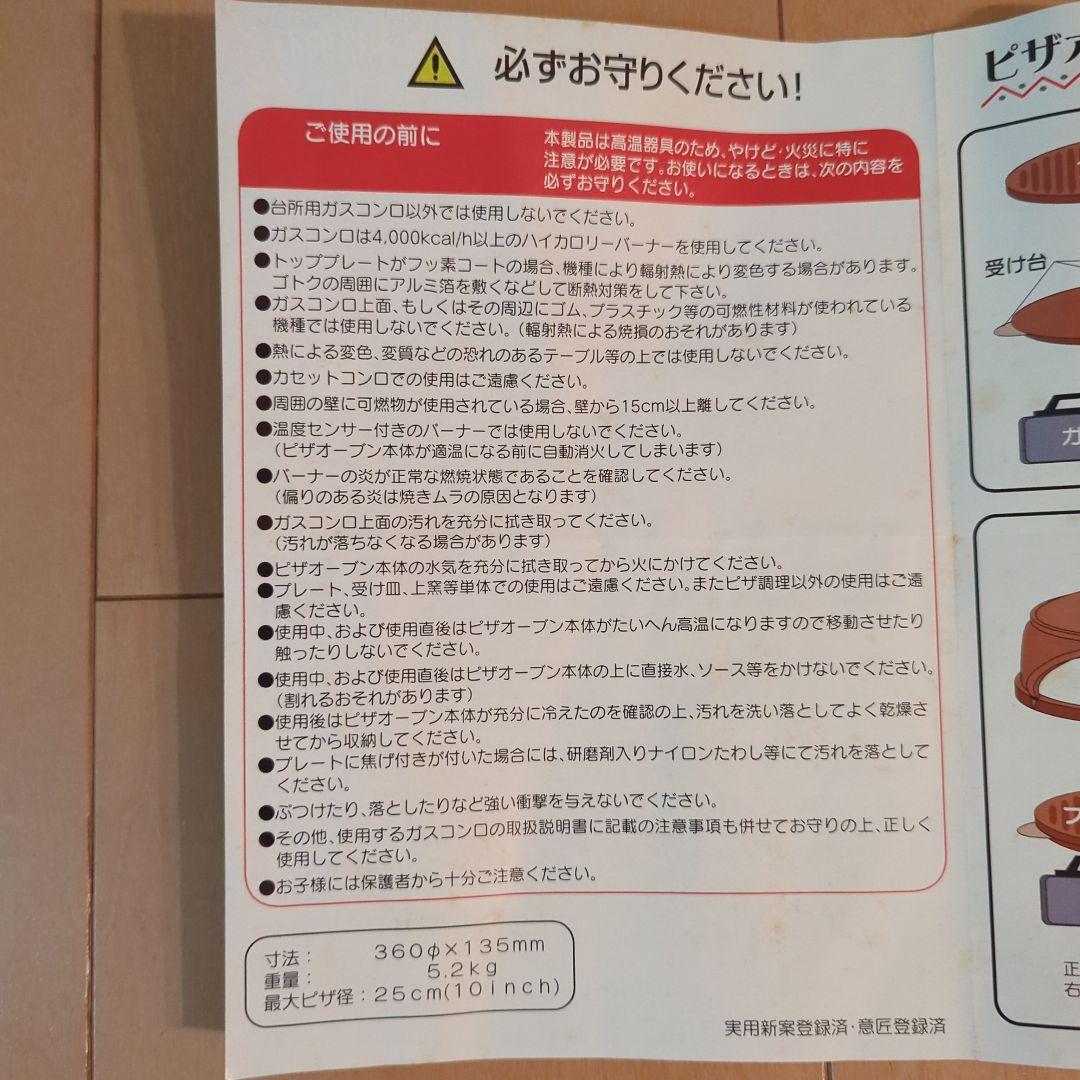 必ずお守りください!
ご使用の前に
本製品は高温器具のため、やけど・火災に特に
注意が必要です。お使いになるときは、次の内容を
必ずお守りください。
●台所用ガスコンロ以外では使用しないでください。
●ガスコンロは4,000kcal/h以上のハイカロリーバーナーを使用してください。
●トッププレートがフッ素コートの場合、機種により輻射熱により変色する場合があります。
ゴトクの周囲にアルミ箔を敷くなどして断熱対策をして下さい。
●ガスコンロ上面、もしくはその周辺にゴム、プラスチック等の可燃性材料が使われている
機種では使用しないでください。(輻射熱による焼損のおそれがあります)
●熱による変色、変質などの恐れのあるテーブル等の上では使用しないでください。
●カセットコンロでの使用はご遠慮ください。
●周囲の壁に可燃物が使用されている場合、壁から15cm以上離してください。
●温度センサー付きのバーナーでは使用しないでください。
(ピザオーブン本体が適温になる前に自動消火してしまいます)
●バーナーの炎が正常な燃焼状態であることを確認してください。
(偏りのある炎は焼きムラの原因となります)
●ガスコンロ上面の汚れを充分に拭き取ってください。
(汚れが落ちなくなる場合があります)
●ピザオーブン本体の水気を充分に拭き取ってから火にかけてください。
●プレート、受け皿、上窯等単体での使用はご遠慮ください。またピザ調理以外の使用はご遠
慮ください。
●使用中、および使用直後はピザオーブン本体がたいへん高温になりますので移動させたり
触ったりしないでください。
●使用中、および使用直後はピザオーブン本体の上に直接水、ソース等をかけないでください。
(割れるおそれがあります)
●使用後はピザオーブン本体が充分に冷えたのを確認の上、汚れを洗い落としてよく乾燥さ
せてから収納してください。
●プレートに焦げ付きが付いた場合には、研磨剤入りナイロンたわし等にて汚れを落として
ください。
●ぶつけたり、落としたりなど強い衝撃を与えないでください。
●その他、使用するガスコンロの取扱説明書に記載の注意事項も併せてお守りの上、正しく
使用してください。
●お子様には保護者から十分ご注意ください。
寸法: 360φ×135mm
重量: 5.2kg
最大ピザ径:25cm(10inch)
実用新案登録済・意匠登録済
ピザ
受け台
ガ
プ
正
右